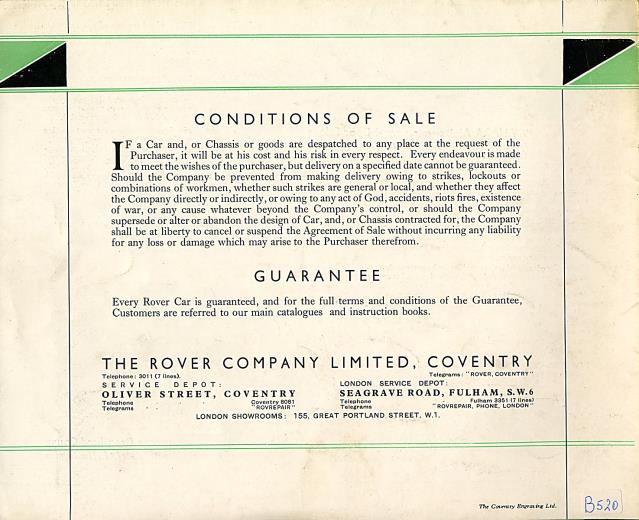 CONDITIONS OF SALE
IF a Car and, or Chassis or goods are despatched to any place at the request of the
Purchaser, it will be at his cost and his risk in every respect. Every endeavour is made
to meet the wishes of the purchaser, but delivery on a specified date cannot be guaranteed.
Should the Company be prevented from making delivery owing to strikes, lockouts or
combinations of workmen, whether such strikes are general or local, and whether they affect
the Company directly or indirectly, or owing to any act of God, accidents, riots fires, existence
of war, or any cause whatever beyond the Company's control, or should the Company
supersede or alter or abandon the design of Car, and, or Chassis contracted for, the Company
shall be at liberty to cancel or suspend the Agreement of Sale without incurring any liability
for any loss or damage which may arise to the Purchaser therefrom.
GUARANTEE
Every Rover Car is guaranteed, and for the full terms and conditions of the Guarantee,
Customers are referred to our main catalogues and instruction books.
THE ROVER COMPANY LIMITED, COVENTRY
Telephone: 3011 (7 lines). Telegrams: "ROVER, COVENTRY"
SERVICE DEPOT:
OLIVER STREET, COVENTRY
Telephone Coventry 8081
Telegrams "ROVREPAIR"
LONDON SERVICE DEPOT:
SEAGRAVE ROAD, FULHAM, S.W.6
Telephone Fulham 3351 (7 lines)
Telegrams "ROVREPAIR, PHONE, LONDON"
LONDON SHOWROOMS: 155, GREAT PORTLAND STREET, W.1.
The Coventry Engraving Ltd.
B520